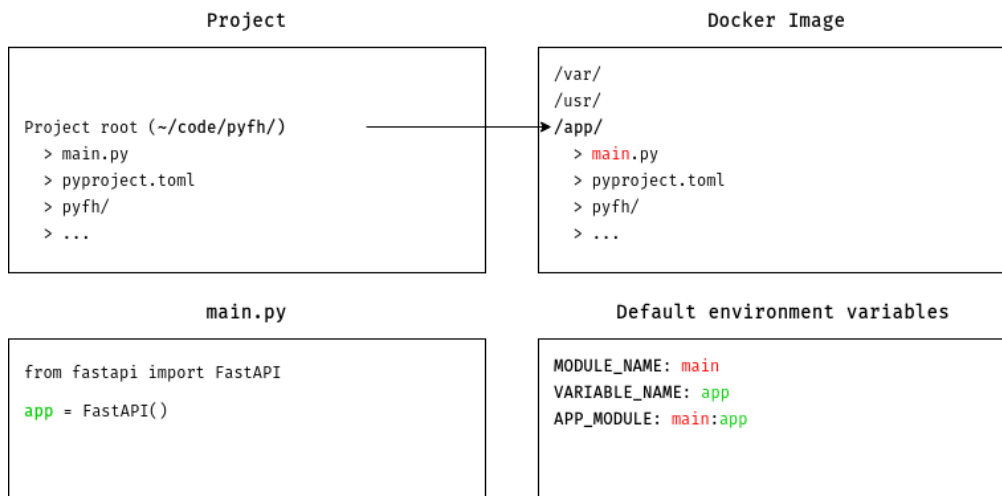 Project
Project root (~/code/pyfh/)
> main.py
> pyproject.toml
> pyfh/
> ...
Docker Image
/var/
/usr/
/app/
> main.py
> pyproject.toml
> pyfh/
> ...
main.py
from fastapi import FastAPI
app = FastAPI()
Default environment variables
MODULE_NAME: main
VARIABLE_NAME: app
APP_MODULE: main:app